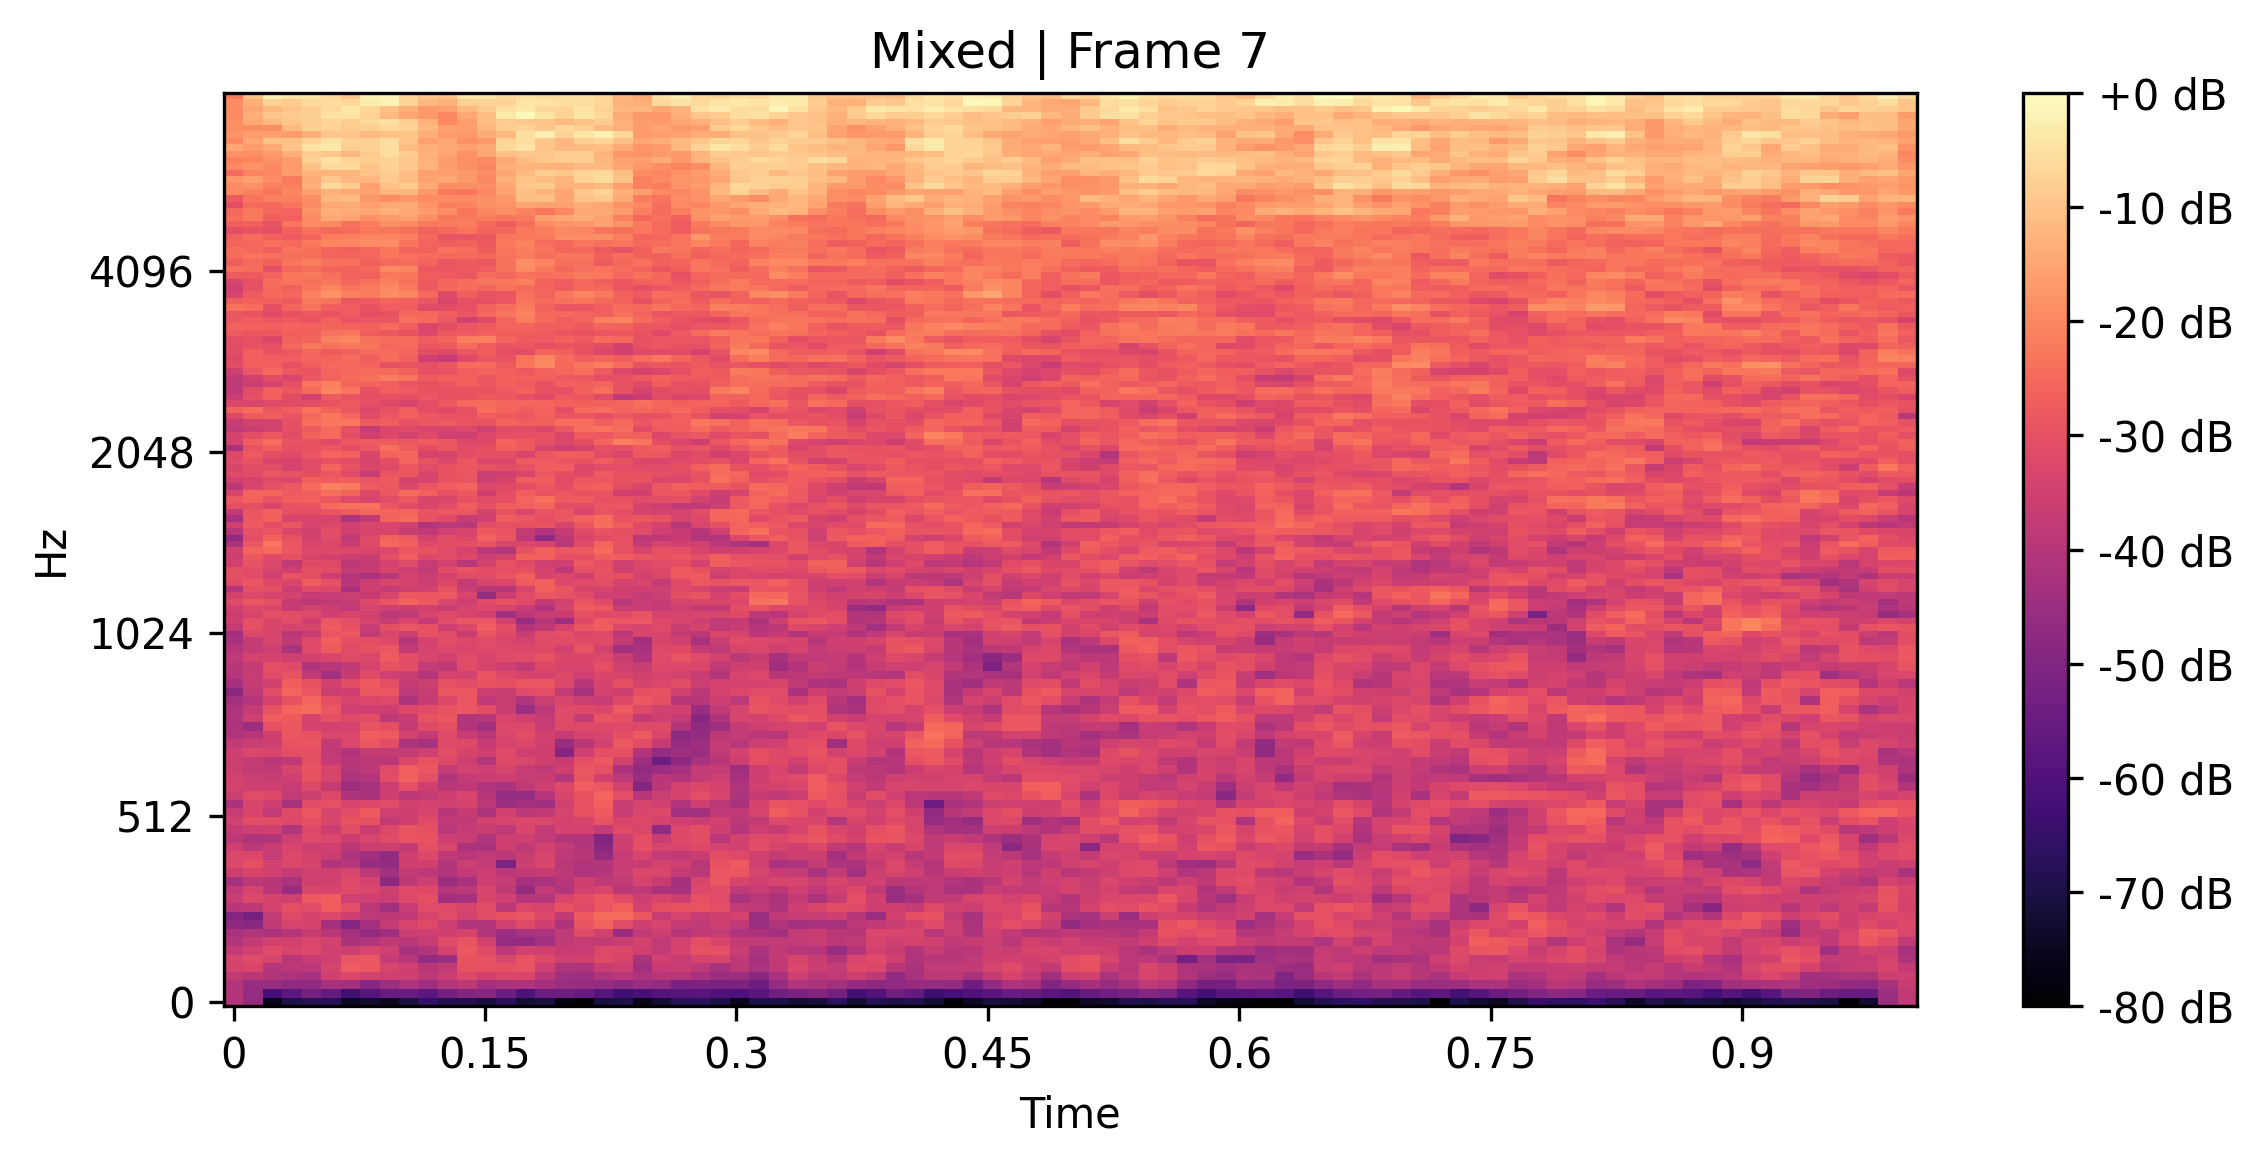 Mixed | Frame 7
+0 dB
-10 dB
-20 dB
-30 dB
-40 dB
-50 dB
-60 dB
-70 dB
-80 dB
Hz
4096
2048
1024
512
0
0 0.15 0.3 0.45 0.6 0.75 0.9
Time